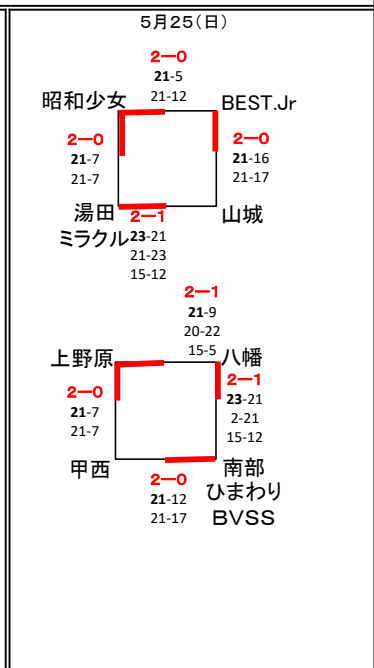 5月25(日)
2－0
21-5
21-12
昭和少女
BEST.Jr
2－0
21-7
21-7
2－0
21-16
21-17
湯田
ミラクル
山城
2－1
23-21
21-23
15-12
2－1
21-9
20-22
15-5
上野原
八幡
2－0
21-7
21-7
2－1
23-21
2-21
15-12
甲西
南部
ひまわり
BVSS
2－0
21-12
21-17